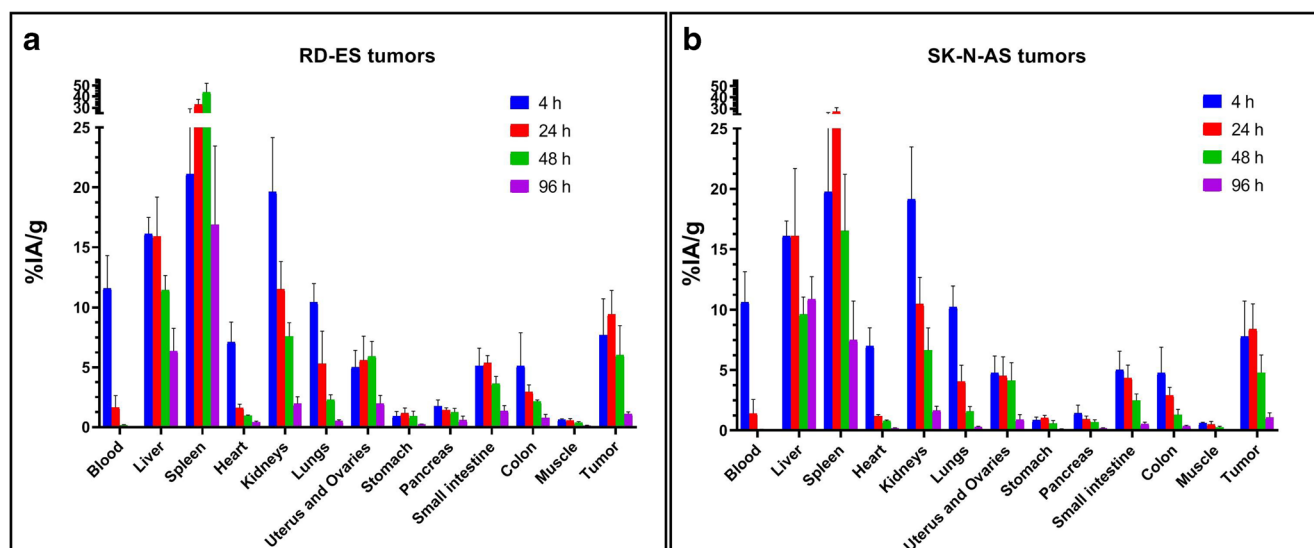 a
RD-ES tumors
%IA/g
50
40
30
25
20
15
10
5
0
4 h
24 h
48 h
96 h
Blood
Liver
Spleen
Heart
Kidneys
Lungs
Uterus and Ovaries
Stomach
Pancreas
Small intestine
Colon
Muscle
Tumor
b
SK-N-AS tumors
%IA/g
50
40
30
25
20
15
10
5
0
4 h
24 h
48 h
96 h
Blood
Liver
Spleen
Heart
Kidneys
Lungs
Uterus and Ovaries
Stomach
Pancreas
Small intestine
Colon
Muscle
Tumor